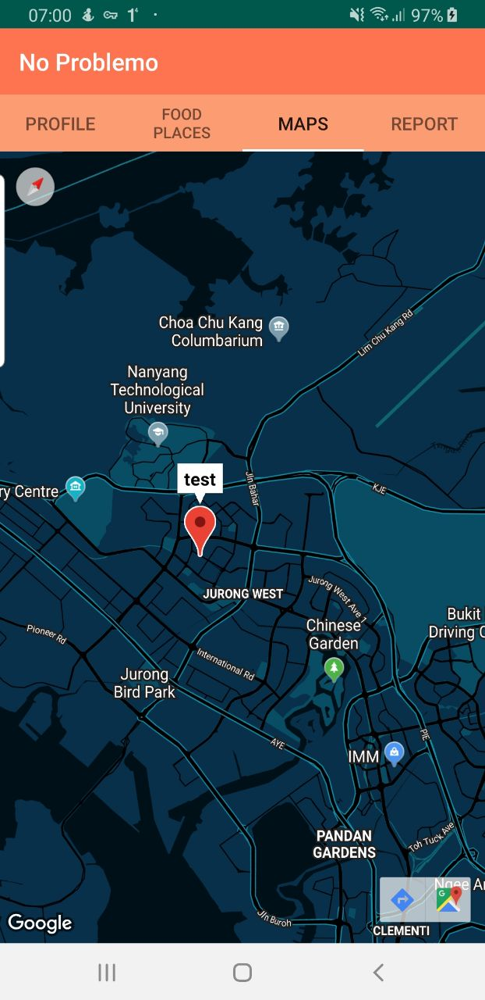 07:00
97%
No Problemo
PROFILE
FOOD
PLACES
MAPS
REPORT
Choa Chu Kang
Columbarium
Lim Chu Kang Rd
Nanyang
Technological
University
test
Jln Bahar
ry Centre
KJE
JURONG WEST
Jurong West Ave 1
Bukit
Driving C
Chinese
Garden
Pioneer Rd
International Rd
Jurong
Bird Park
PIE
AYE
IMM
PANDAN
GARDENS
Toh Tuck Ave
Ngee An
Jln Buroh
Google
CLEMENTI